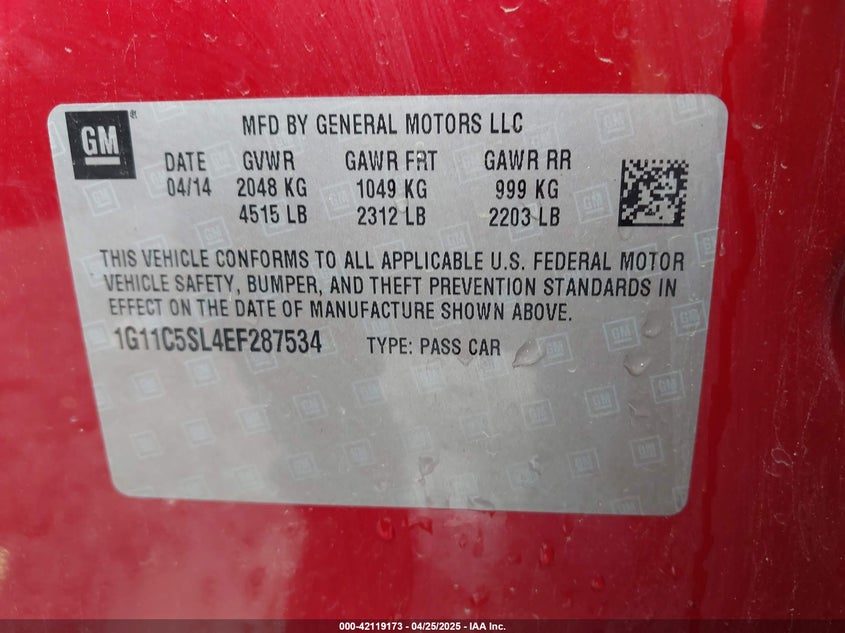 GM
MFD BY GENERAL MOTORS LLC
DATE GVWR GAWR FRT GAWR RR
04/14 2048 KG 1049 KG 999 KG
4515 LB 2312 LB 2203 LB
THIS VEHICLE CONFORMS TO ALL APPLICABLE U.S. FEDERAL MOTOR
VEHICLE SAFETY, BUMPER, AND THEFT PREVENTION STANDARDS IN
EFFECT ON THE DATE OF MANUFACTURE SHOWN ABOVE.
1G11C5SL4EF287534 TYPE: PASS CAR
000-42119173 | 04/25/2025 - IAA Inc.